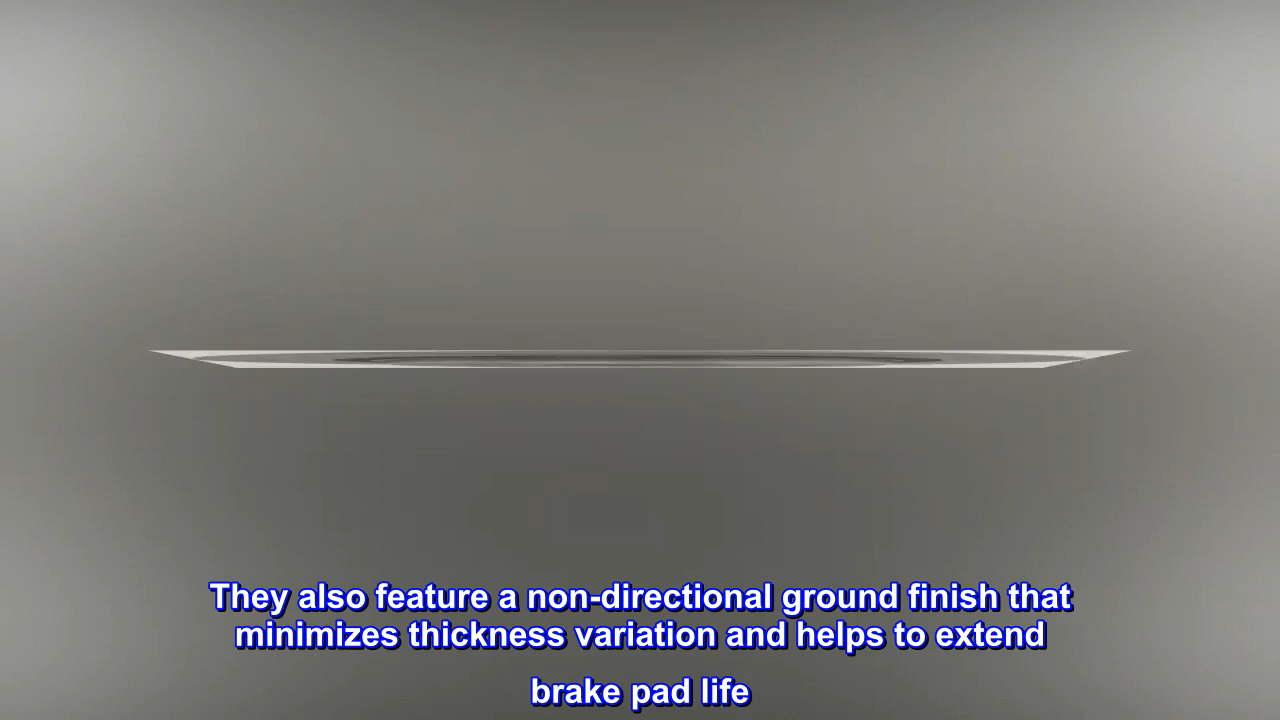 They also feature a non-directional ground finish that
minimizes thickness variation and helps to extend
brake pad life